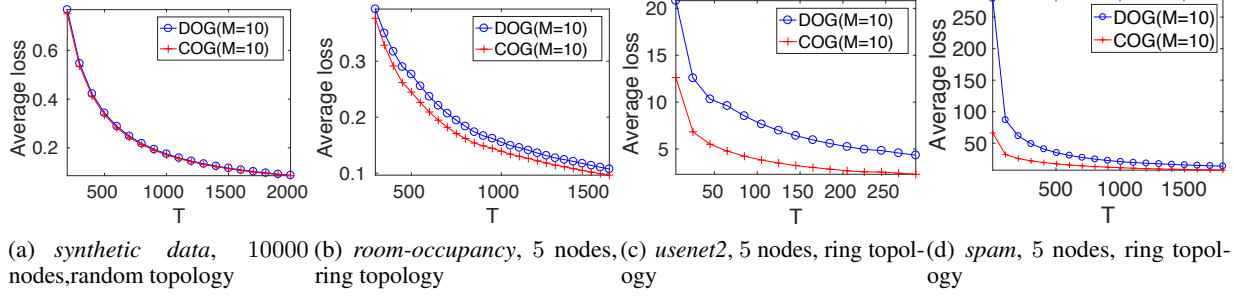 DOG(M=10)
COG(M=10)
Average loss
0.6
0.4
0.2
500
1000
1500
2000
T
DOG(M=10)
COG(M=10)
Average loss
0.3
0.2
0.1
500
1000
1500
T
DOG(M=10)
COG(M=10)
Average loss
20
15
10
5
50
100
150
200
250
T
DOG(M=10)
COG(M=10)
Average loss
250
200
150
100
50
500
1000
1500
T
(a) synthetic data, 10000
nodes,random topology
(b) room-occupancy, 5 nodes,
ring topology
(c) usenet2, 5 nodes, ring topol-
ogy
(d) spam, 5 nodes, ring topol-
ogy